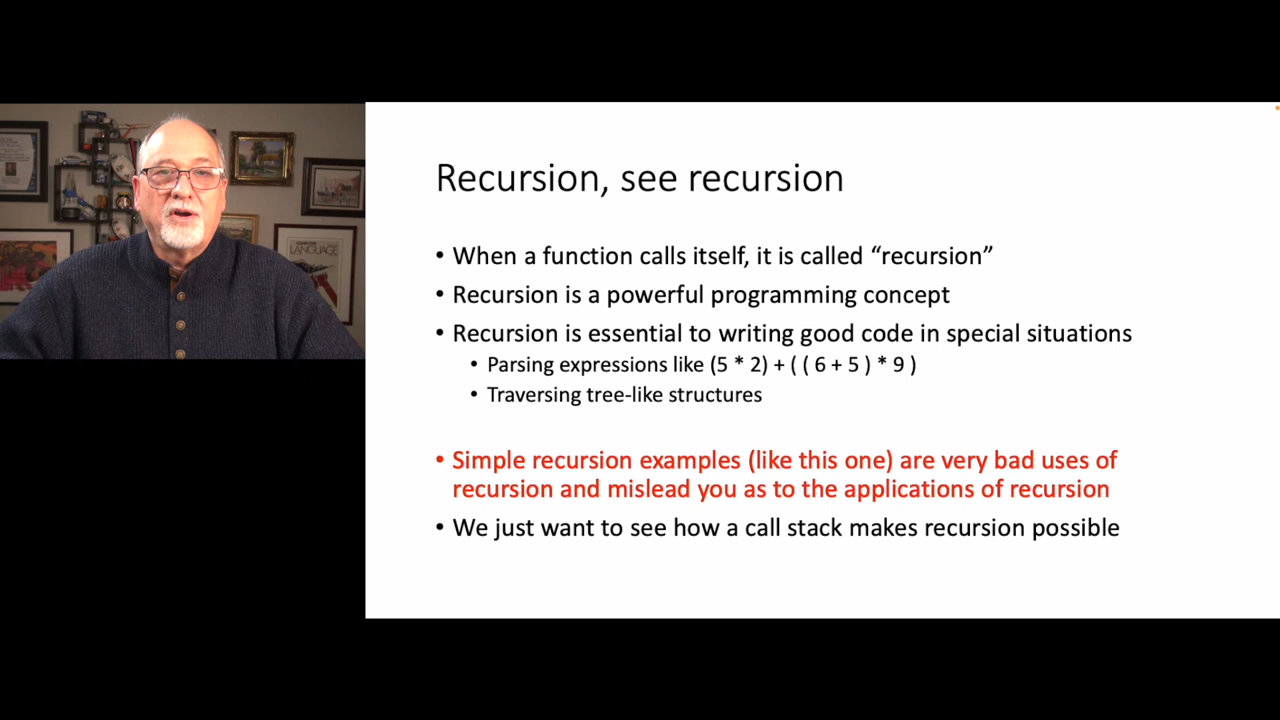 Recursion, see recursion
• When a function calls itself, it is called “recursion”
• Recursion is a powerful programming concept
• Recursion is essential to writing good code in special situations
• Parsing expressions like (5 * 2) + ( ( 6 + 5 ) * 9 )
• Traversing tree-like structures
• Simple recursion examples (like this one) are very bad uses of
recursion and mislead you as to the applications of recursion
• We just want to see how a call stack makes recursion possible
LANGUAGE